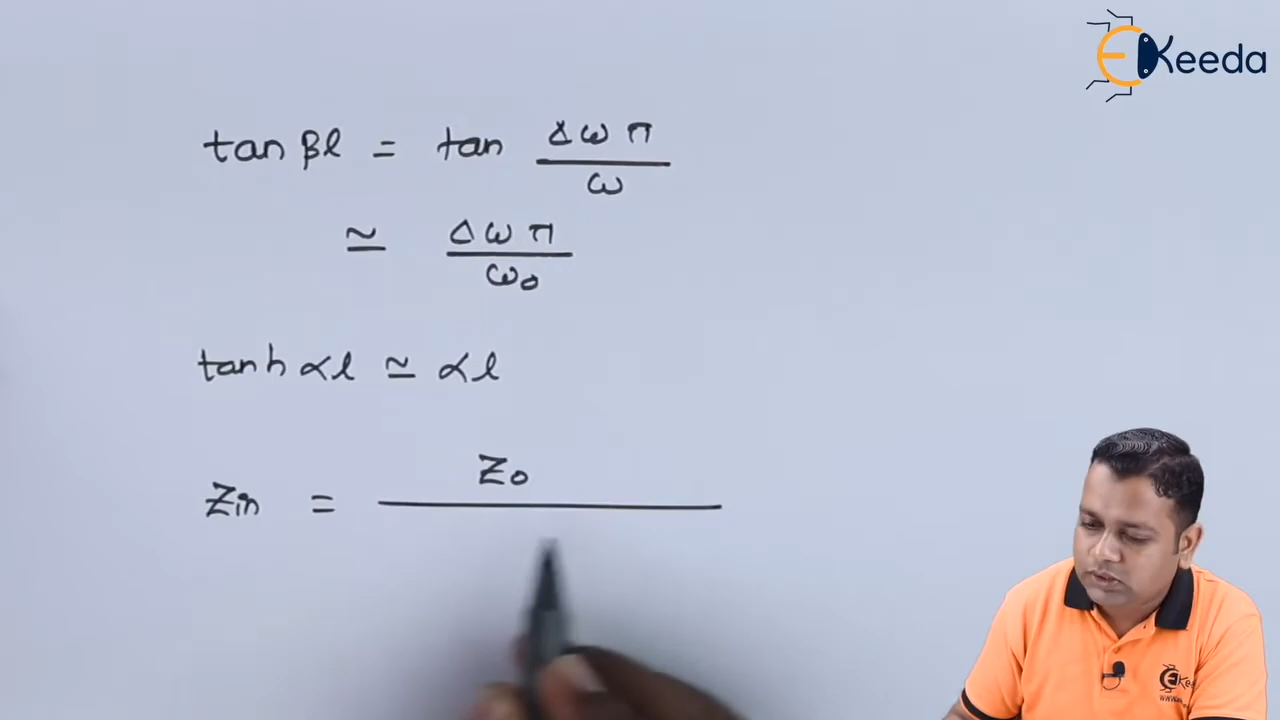 EKeeda
tan βl = tan Δω π / ω
≃ Δω π / ω₀
tanh αl ≃ αl
Zin = Z₀